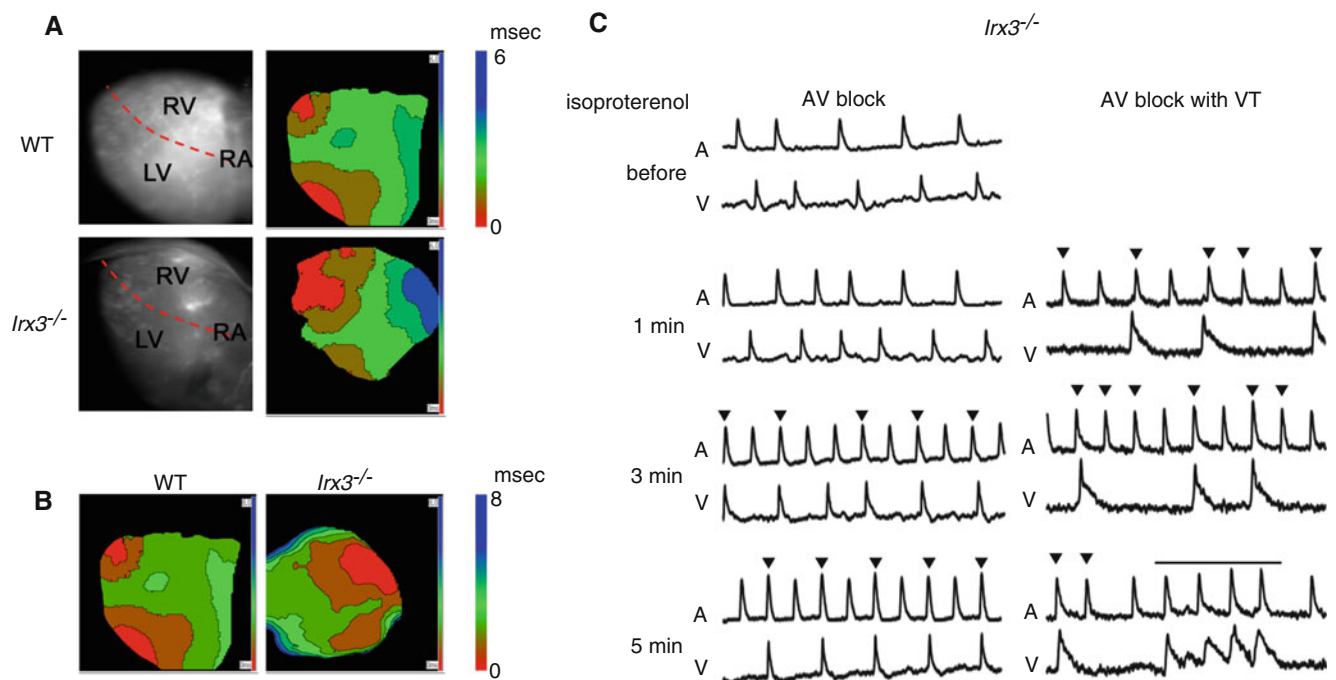 A
msec
6
0
WT
RV
LV
RA
Irx3-/-
RV
LV
RA
B
WT
Irx3-/-
msec
8
0
C
Irx3-/-
isoproterenol
AV block
AV block with VT
before
A
V
1 min
A
V
A
V
3 min
A
V
A
V
5 min
A
V
A
V